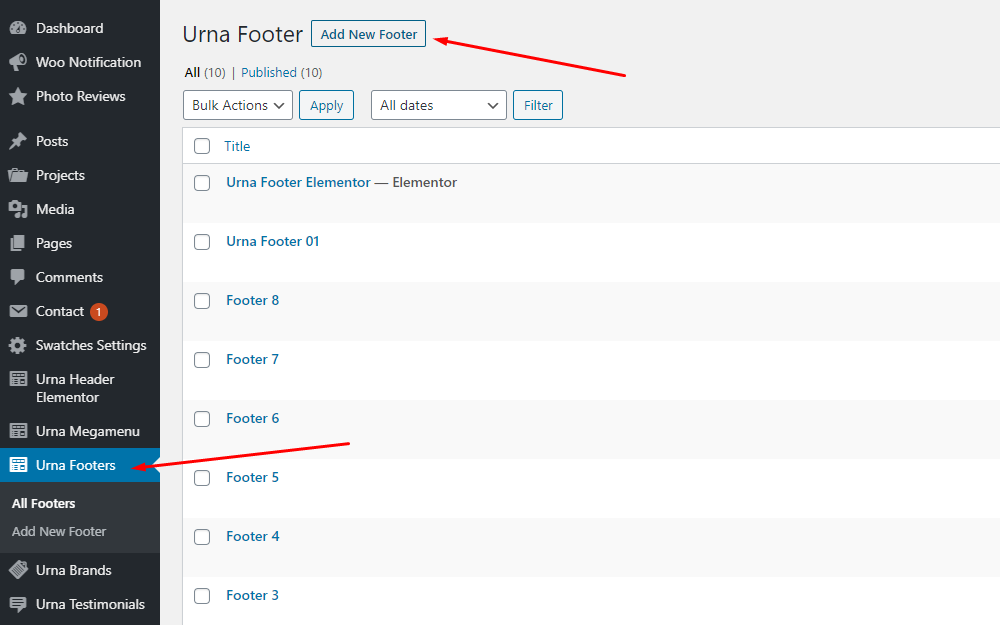 Dashboard
Woo Notification
Photo Reviews
Posts
Projects
Media
Pages
Comments
Contact 1
Swatches Settings
Urna Header
Elementor
Urna Megamenu
Urna Footers
All Footers
Add New Footer
Urna Brands
Urna Testimonials
Urna Footer Add New Footer
All (10) | Published (10)
Bulk Actions Apply All dates Filter
Title
Urna Footer Elementor — Elementor
Urna Footer 01
Footer 8
Footer 7
Footer 6
Footer 5
Footer 4
Footer 3